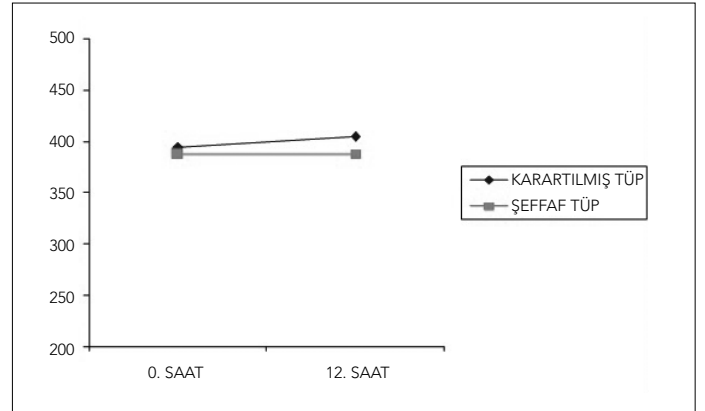 500
450
400
350
300
250
200
0. SAAT 12. SAAT
KARARTILMIŞ TÜP
ŞEFFAF TÜP